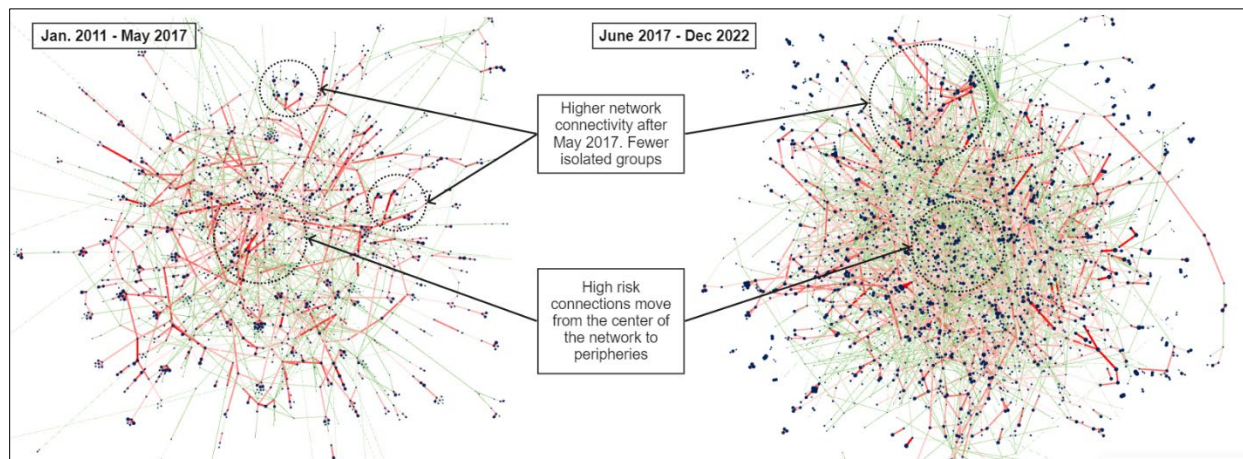 Jan. 2011 - May 2017
June 2017 - Dec 2022
Higher network
connectivity after
May 2017. Fewer
isolated groups
High risk
connections move
from the center of
the network to
peripheries